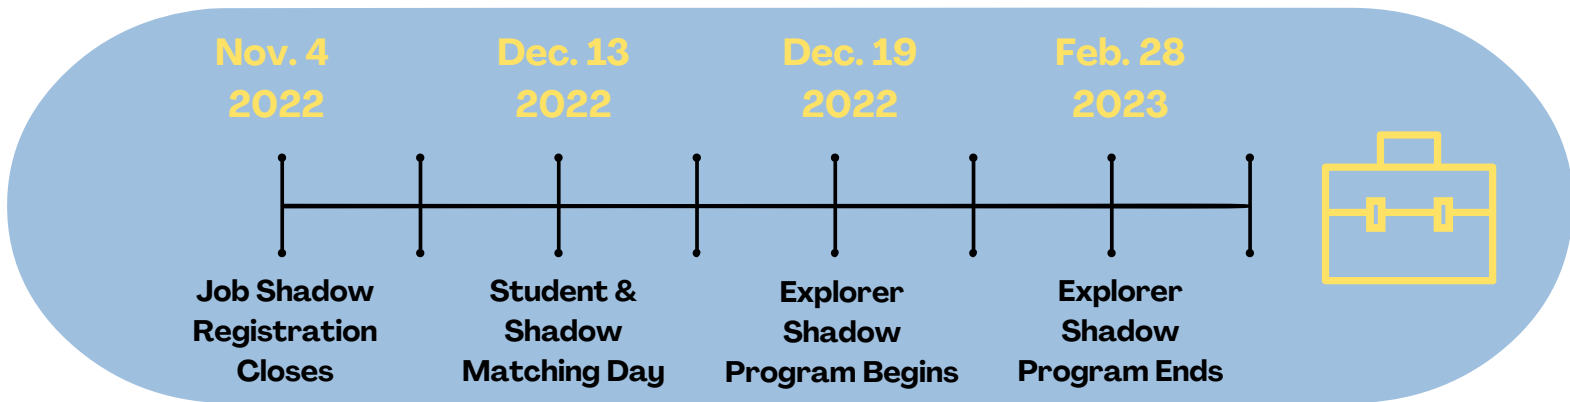 Nov. 4
2022
Dec. 13
2022
Dec. 19
2022
Feb. 28
2023
Job Shadow
Registration
Closes
Student &
Shadow
Matching Day
Explorer
Shadow
Program Begins
Explorer
Shadow
Program Ends